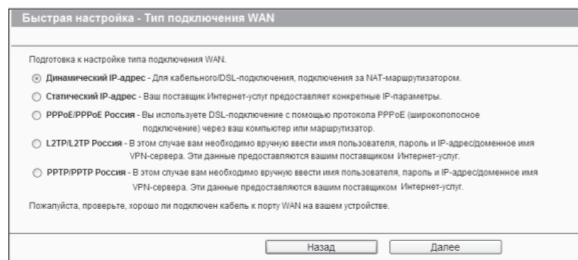 Быстрая настройка - Тип подключения WAN
Подготовка к настройке типа подключения WAN.
Динамический IP-адрес - Для кабельного/DSL-подключения, подключения за NAT-маршрутизатором.
Статический IP-адрес - Ваш поставщик Интернет-услуг предоставляет конкретные IP-параметры.
PPPoE/PPPoE Россия - Вы используете DSL-подключение с помощью протокола PPPoE (широкополосное
подключение) через ваш компьютер или маршрутизатор.
L2TP/L2TP Россия - В этом случае вам необходимо вручную ввести имя пользователя, пароль и IP-адрес/доменное имя
VPN-сервера. Эти данные предоставляются вашим поставщиком Интернет-услуг.
PPTP/PPTP Россия - В этом случае вам необходимо вручную ввести имя пользователя, пароль и IP-адрес/доменное имя
VPN-сервера. Эти данные предоставляются вашим поставщиком Интернет-услуг.
Пожалуйста, проверьте, хорошо ли подключен кабель к порту WAN на вашем устройстве.
Назад Далее